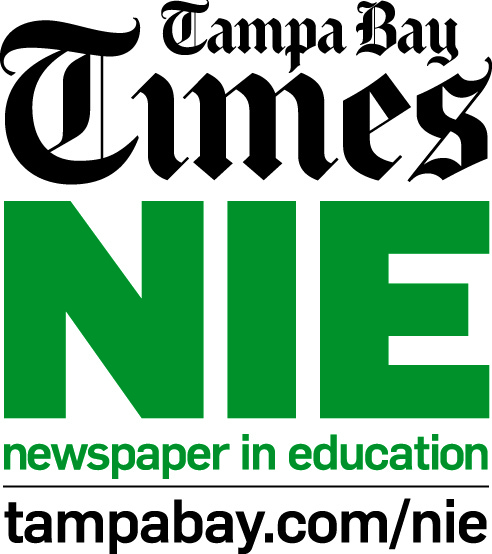 Tampa Bay
Times
NIE
newspaper in education
tampabay.com/nie